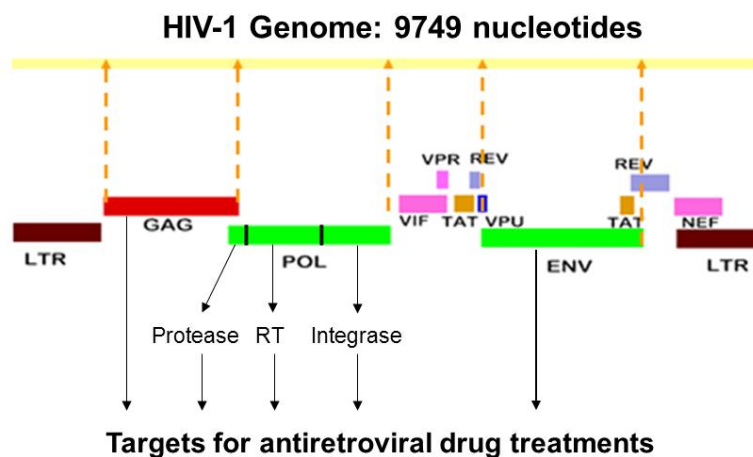 HIV-1 Genome: 9749 nucleotides
VPR REV
REV
GAG
VIF TAT VPU
TAT NEF
LTR
POL
ENV
LTR
Protease RT Integrase
Targets for antiretroviral drug treatments